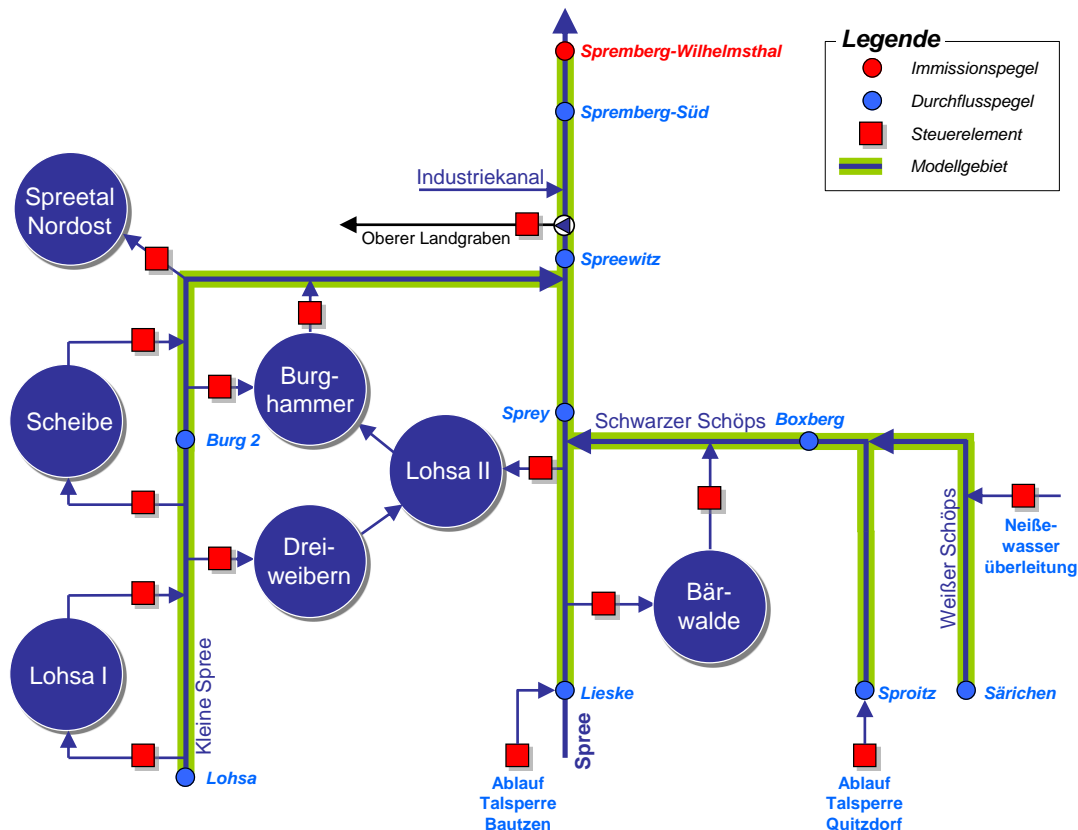 Legende
Immissionspegel
Durchflusspegel
Steuerelement
Modellgebiet
Spremberg-Wilhelmsthal
Spremberg-Süd
Industriekanal
Oberer Landgraben
Spreewitz
Spreetal
Nordost
Burg-
hammer
Scheibe
Burg 2
Sprey
Schwarzer Schöps
Boxberg
Lohsa II
Drei-
weibern
Neiße-
wasser
überleitung
Weißer Schöps
Bär-
walde
Lohsa I
Kleine Spree
Lieske
Sproitz
Särichen
Spree
Lohsa
Ablauf
Talsperre
Bautzen
Ablauf
Talsperre
Quitzdorf